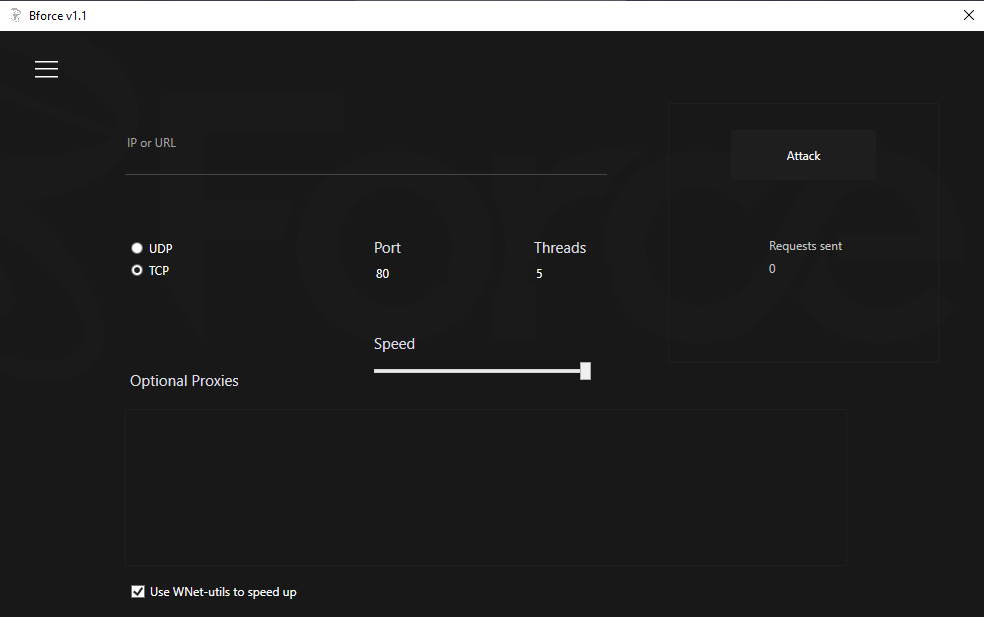 Bforce v1.1
Force
IP or URL
Attack
UDP
TCP
Port
80
Threads
5
Requests sent
0
Speed
Optional Proxies
Use WNet-utils to speed up